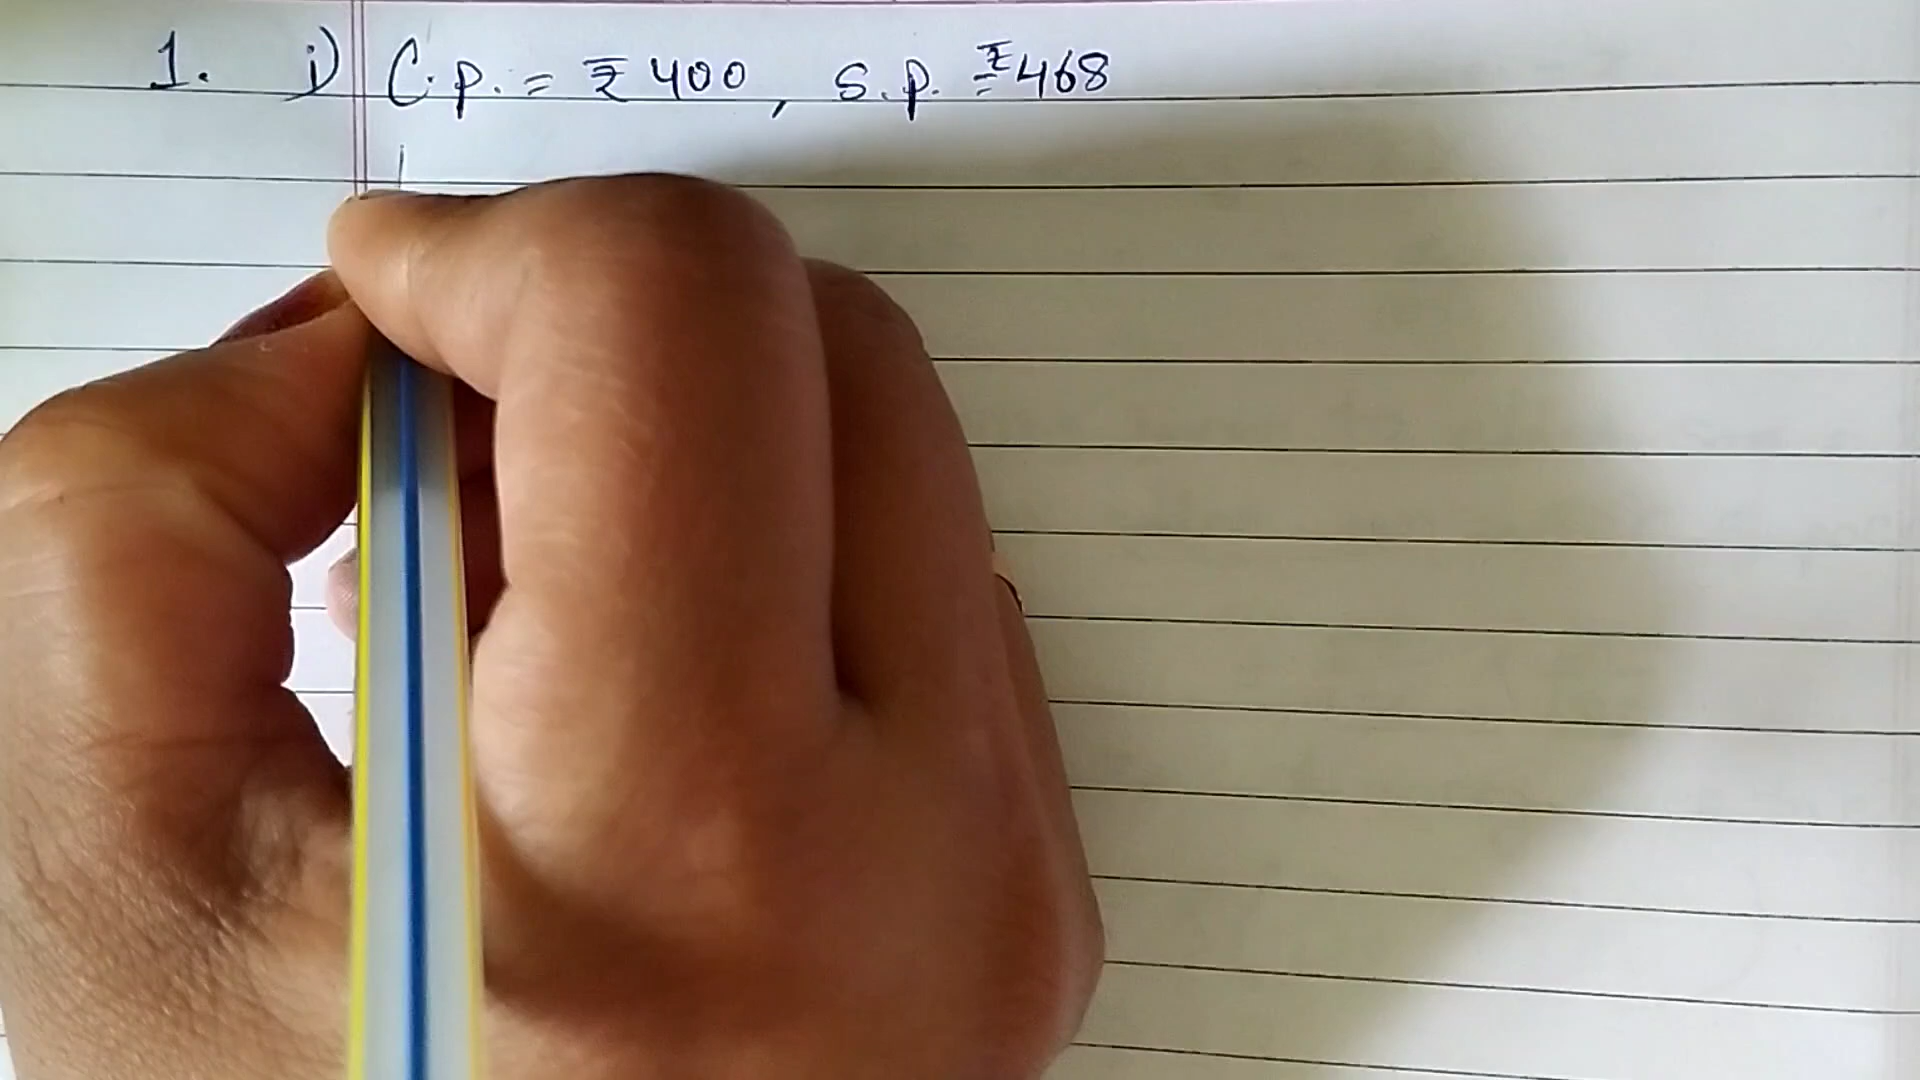 1. i) C.p. = ₹ 400, s.p. = ₹468